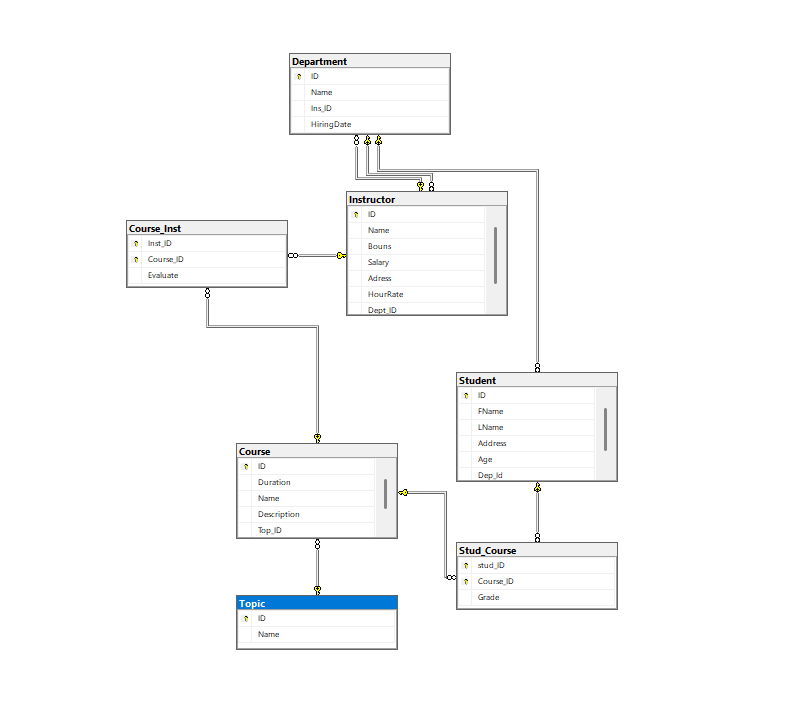 Department
ID
Name
Ins_ID
HiringDate
Instructor
ID
Name
Bouns
Salary
Adress
HourRate
Dept_ID
Course_Inst
Inst_ID
Course_ID
Evaluate
Student
ID
FName
LName
Address
Age
Dep_Id
Course
ID
Duration
Name
Description
Top_ID
Stud_Course
stud_ID
Course_ID
Grade
Topic
ID
Name